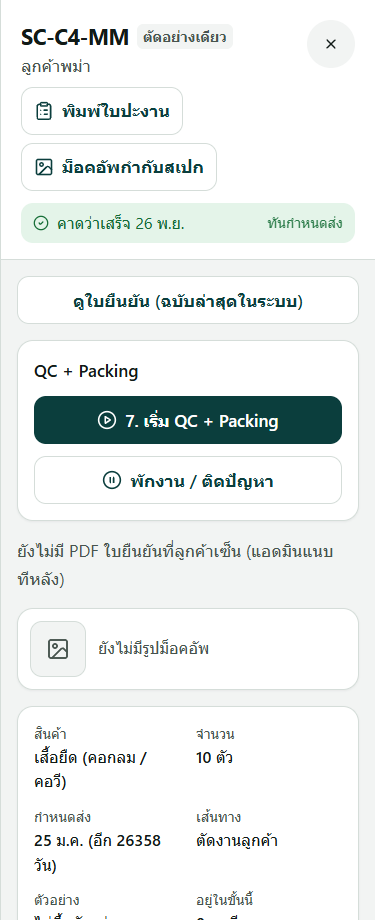 SC-C4-MM ตัดอย่างเดียว
ลูกค้าพม่า
พิมพ์ใบปะงาน
ม็อคอัพกำกับสเปก
คาดว่าเสร็จ 26 พ.ย. ทันกำหนดส่ง
ดูใบยืนยัน (ฉบับล่าสุดในระบบ)
QC + Packing
7. เริ่ม QC + Packing
พักงาน / ติดปัญหา
ยังไม่มี PDF ใบยืนยันที่ลูกค้าเซ็น (แอดมินแนบ
ทีหลัง)
ยังไม่มีรูปม็อคอัพ
สินค้า จำนวน
เสื้อยืด (คอกลม / 10 ตัว
คอวี)
กำหนดส่ง เส้นทาง
25 ม.ค. (อีก 26358 ตัดงานลูกค้า
วัน)
ตัวอย่าง อยู่ในขั้นนี้